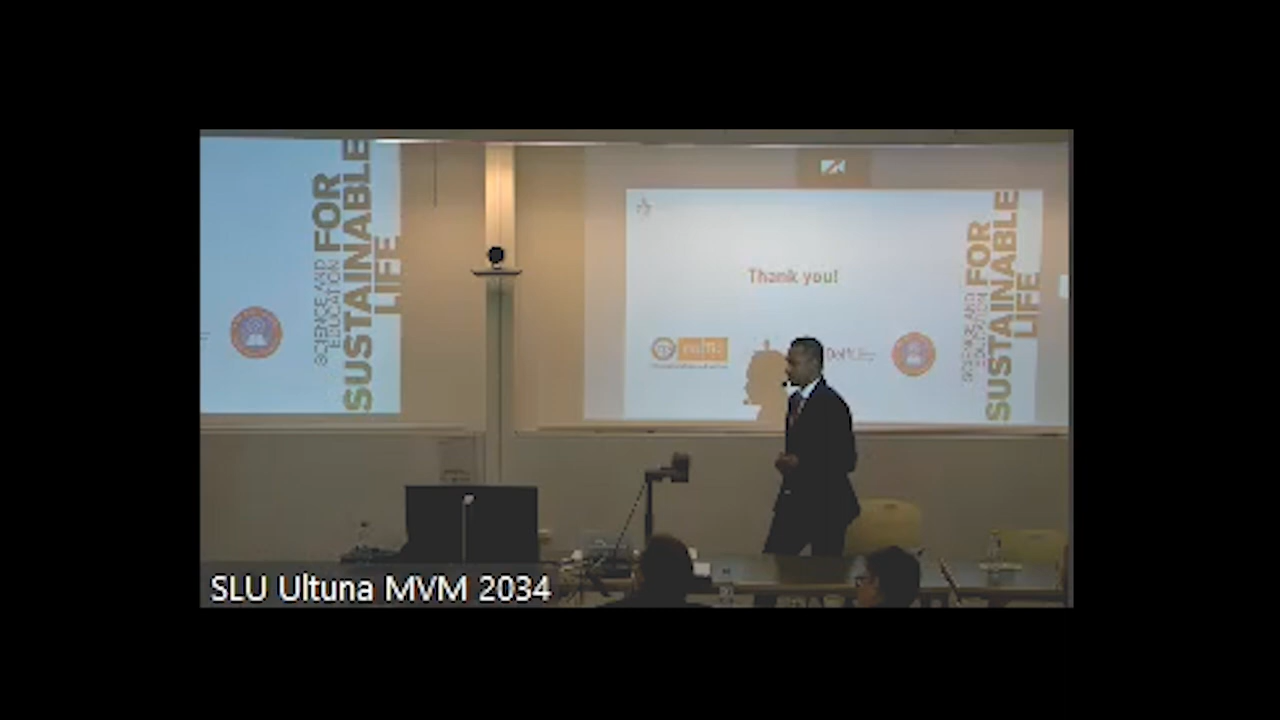 SCIENCE AND
EDUCATION FOR
SUSTAINABLE
LIFE
Thank you!
SCIENCE AND
EDUCATION FOR
SUSTAINABLE
LIFE
SLU Ultuna MVM 2034